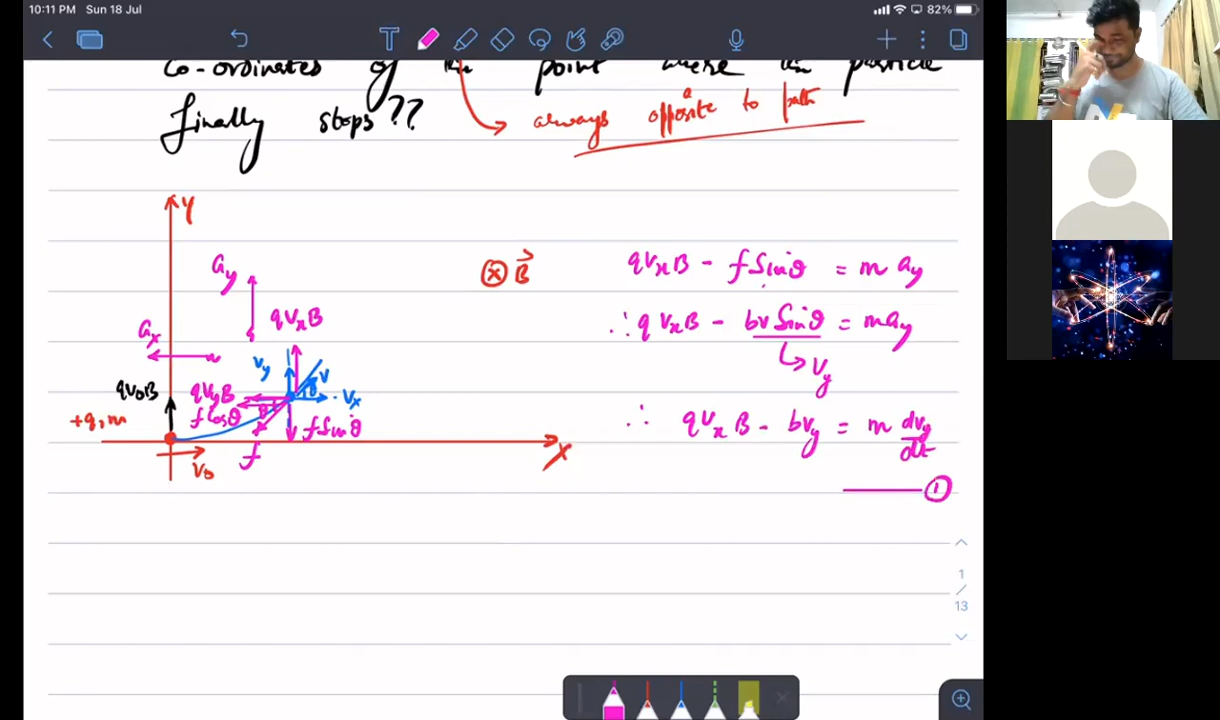 10:11 PM Sun 18 Jul
82%
Co-ordinates of the point where the particle
finally stops??
always opposite to path
Y
ay
ax
qVxB
⊗ B⃗
Vy
V
θ
Vx
qV0B
qVyB
f cosθ
θ
f sinθ
f
+q, m
V0
X
qVxB - f sinθ = m ay
∴ qVxB - bv sinθ = m ay
Vy
∴ qVxB - bVy = m dVy/dt
①
1
/
13